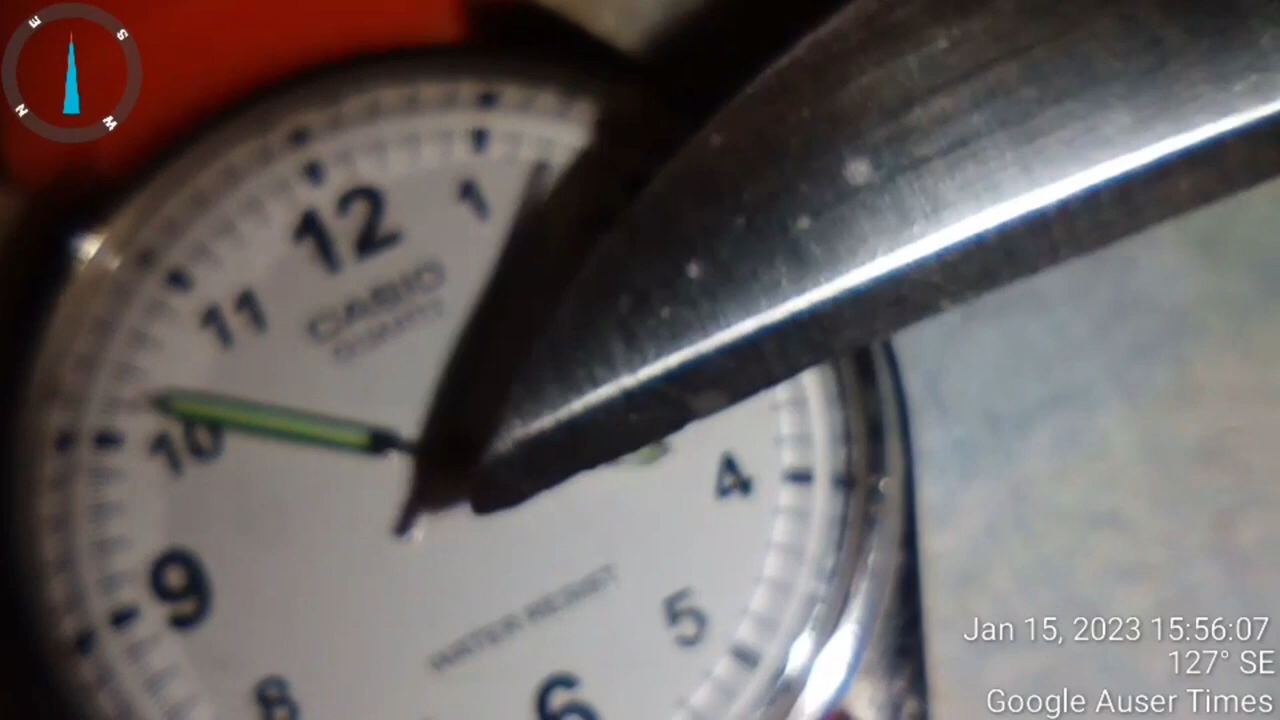 E
S
N
W
12
1
11
CASIO
QUARTZ
10
4
9
5
WATER RESIST
8
6
Jan 15, 2023 15:56:07
127° SE
Google Auser Times